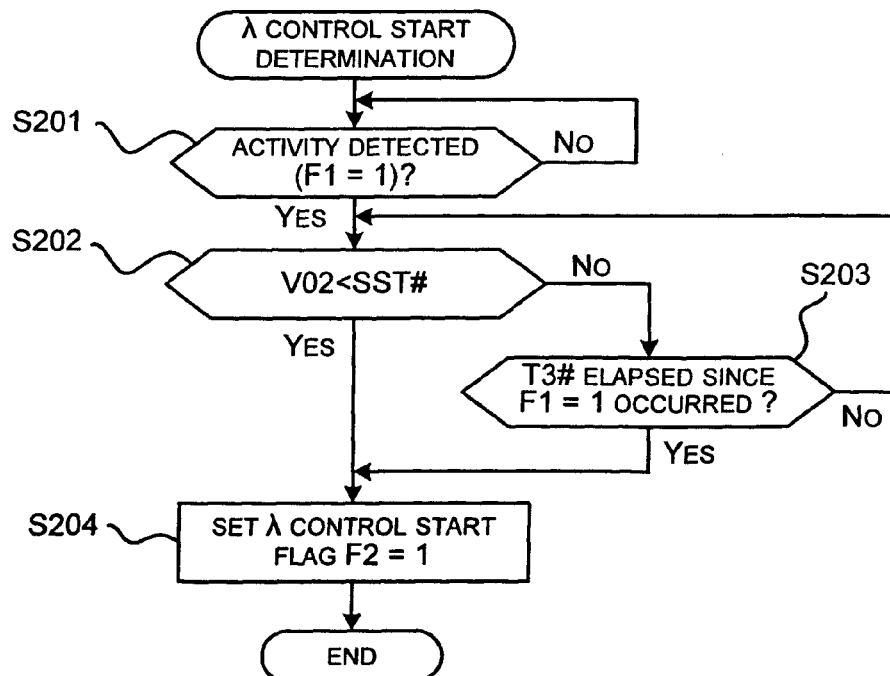 λ CONTROL START
DETERMINATION
S201
ACTIVITY DETECTED
(F1 = 1)?
NO
YES
S202
V02<SST#
NO
S203
YES
T3# ELAPSED SINCE
F1 = 1 OCCURRED ?
NO
YES
S204
SET λ CONTROL START
FLAG F2 = 1
END